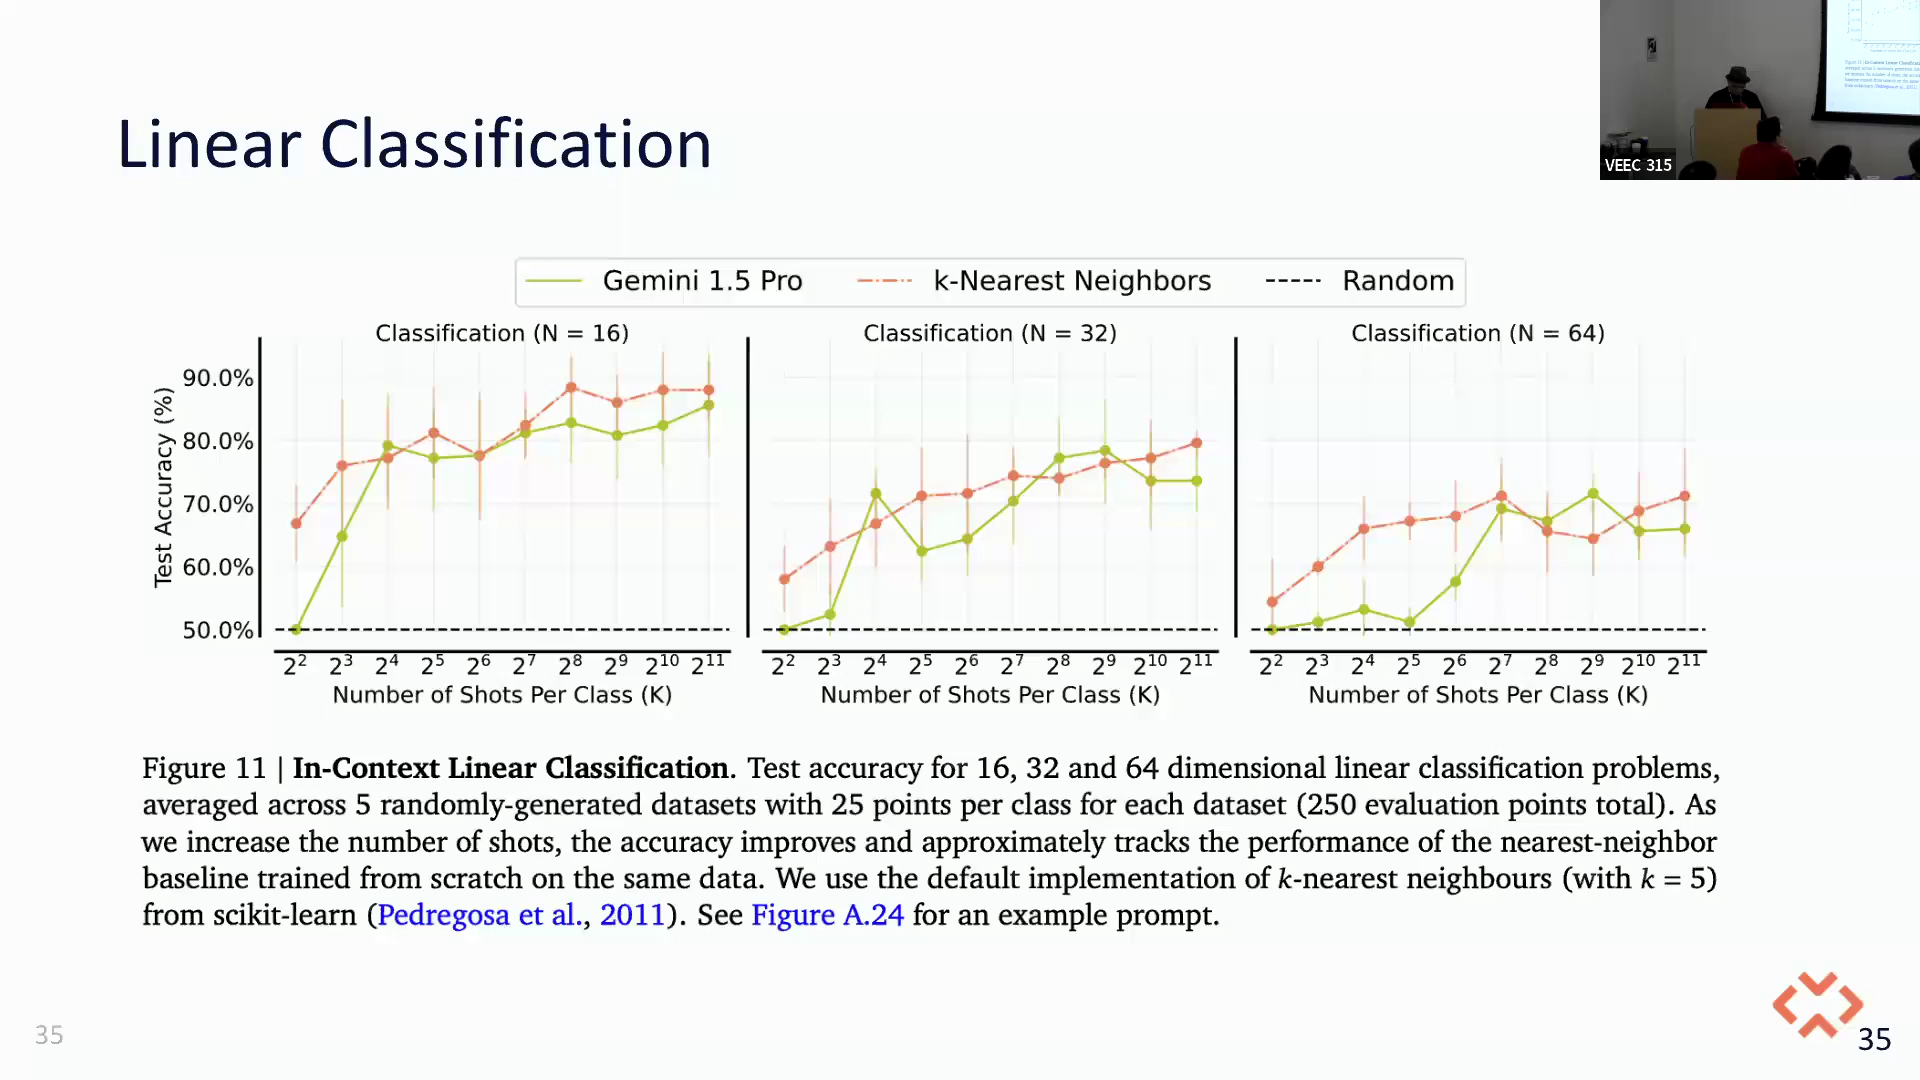 Linear Classification
VEEC 315
Gemini 1.5 Pro
k-Nearest Neighbors
Random
Classification (N = 16)
Classification (N = 32)
Classification (N = 64)
Test Accuracy (%)
90.0%
80.0%
70.0%
60.0%
50.0%
2² 2³ 2⁴ 2⁵ 2⁶ 2⁷ 2⁸ 2⁹ 2¹⁰ 2¹¹
2² 2³ 2⁴ 2⁵ 2⁶ 2⁷ 2⁸ 2⁹ 2¹⁰ 2¹¹
2² 2³ 2⁴ 2⁵ 2⁶ 2⁷ 2⁸ 2⁹ 2¹⁰ 2¹¹
Number of Shots Per Class (K)
Number of Shots Per Class (K)
Number of Shots Per Class (K)
Figure 11 | In-Context Linear Classification. Test accuracy for 16, 32 and 64 dimensional linear classification problems,
averaged across 5 randomly-generated datasets with 25 points per class for each dataset (250 evaluation points total). As
we increase the number of shots, the accuracy improves and approximately tracks the performance of the nearest-neighbor
baseline trained from scratch on the same data. We use the default implementation of k-nearest neighbours (with k = 5)
from scikit-learn (Pedregosa et al., 2011). See Figure A.24 for an example prompt.
35
35